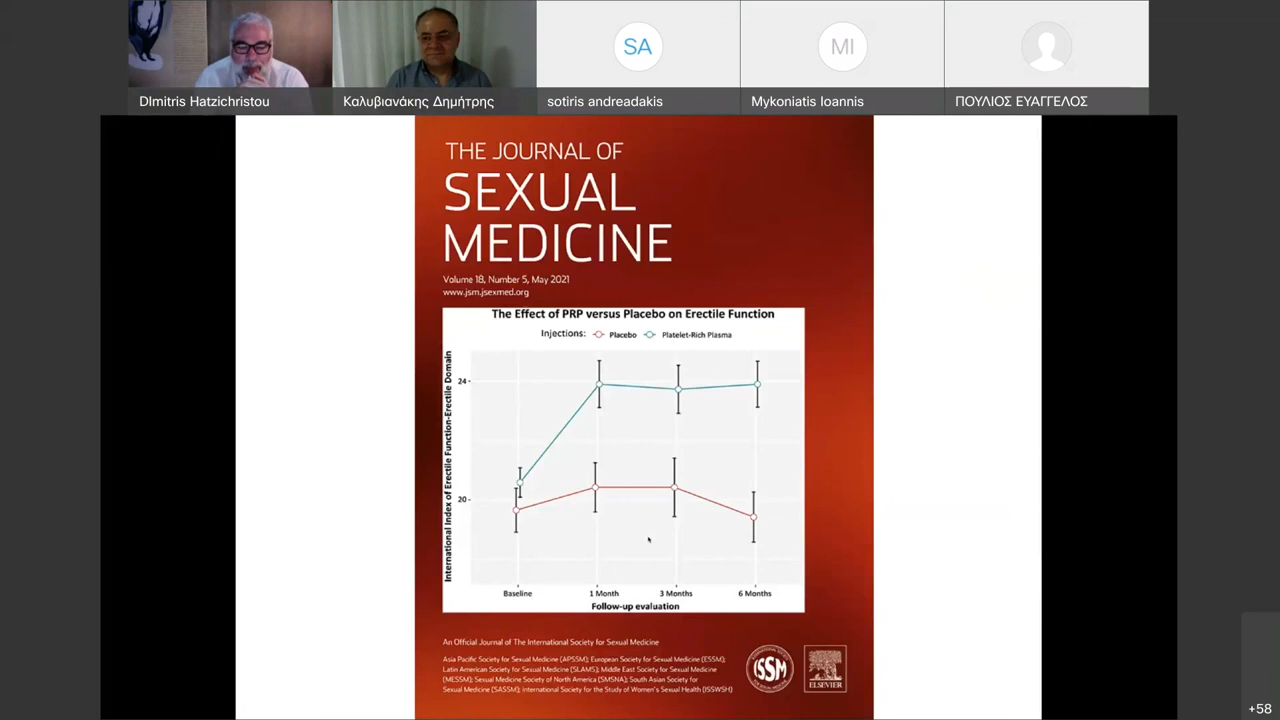 SA
MI
DImitris Hatzichristou
Καλυβιανάκης Δημήτρης
sotiris andreadakis
Mykoniatis Ioannis
ΠΟΥΛΙΟΣ ΕΥΑΓΓΕΛΟΣ
THE JOURNAL OF
SEXUAL
MEDICINE
Volume 18, Number 5, May 2021
www.jsm.jsexmed.org
The Effect of PRP versus Placebo on Erectile Function
Injections: Placebo Platelet-Rich Plasma
International Index of Erectile Function-Erectile Domain
24
20
Baseline 1 Month 3 Months 6 Months
Follow-up evaluation
An Official Journal of The International Society for Sexual Medicine
Asia Pacific Society for Sexual Medicine (APSSM); European Society for Sexual Medicine (ESSM);
Latin American Society for Sexual Medicine (SLAMS); Middle East Society for Sexual Medicine
(MESSM); Sexual Medicine Society of North America (SMSNA); South Asian Society for
Sexual Medicine (SASSM); International Society for the Study of Women's Sexual Health (ISSWSH)
ISSM
ELSEVIER
+58